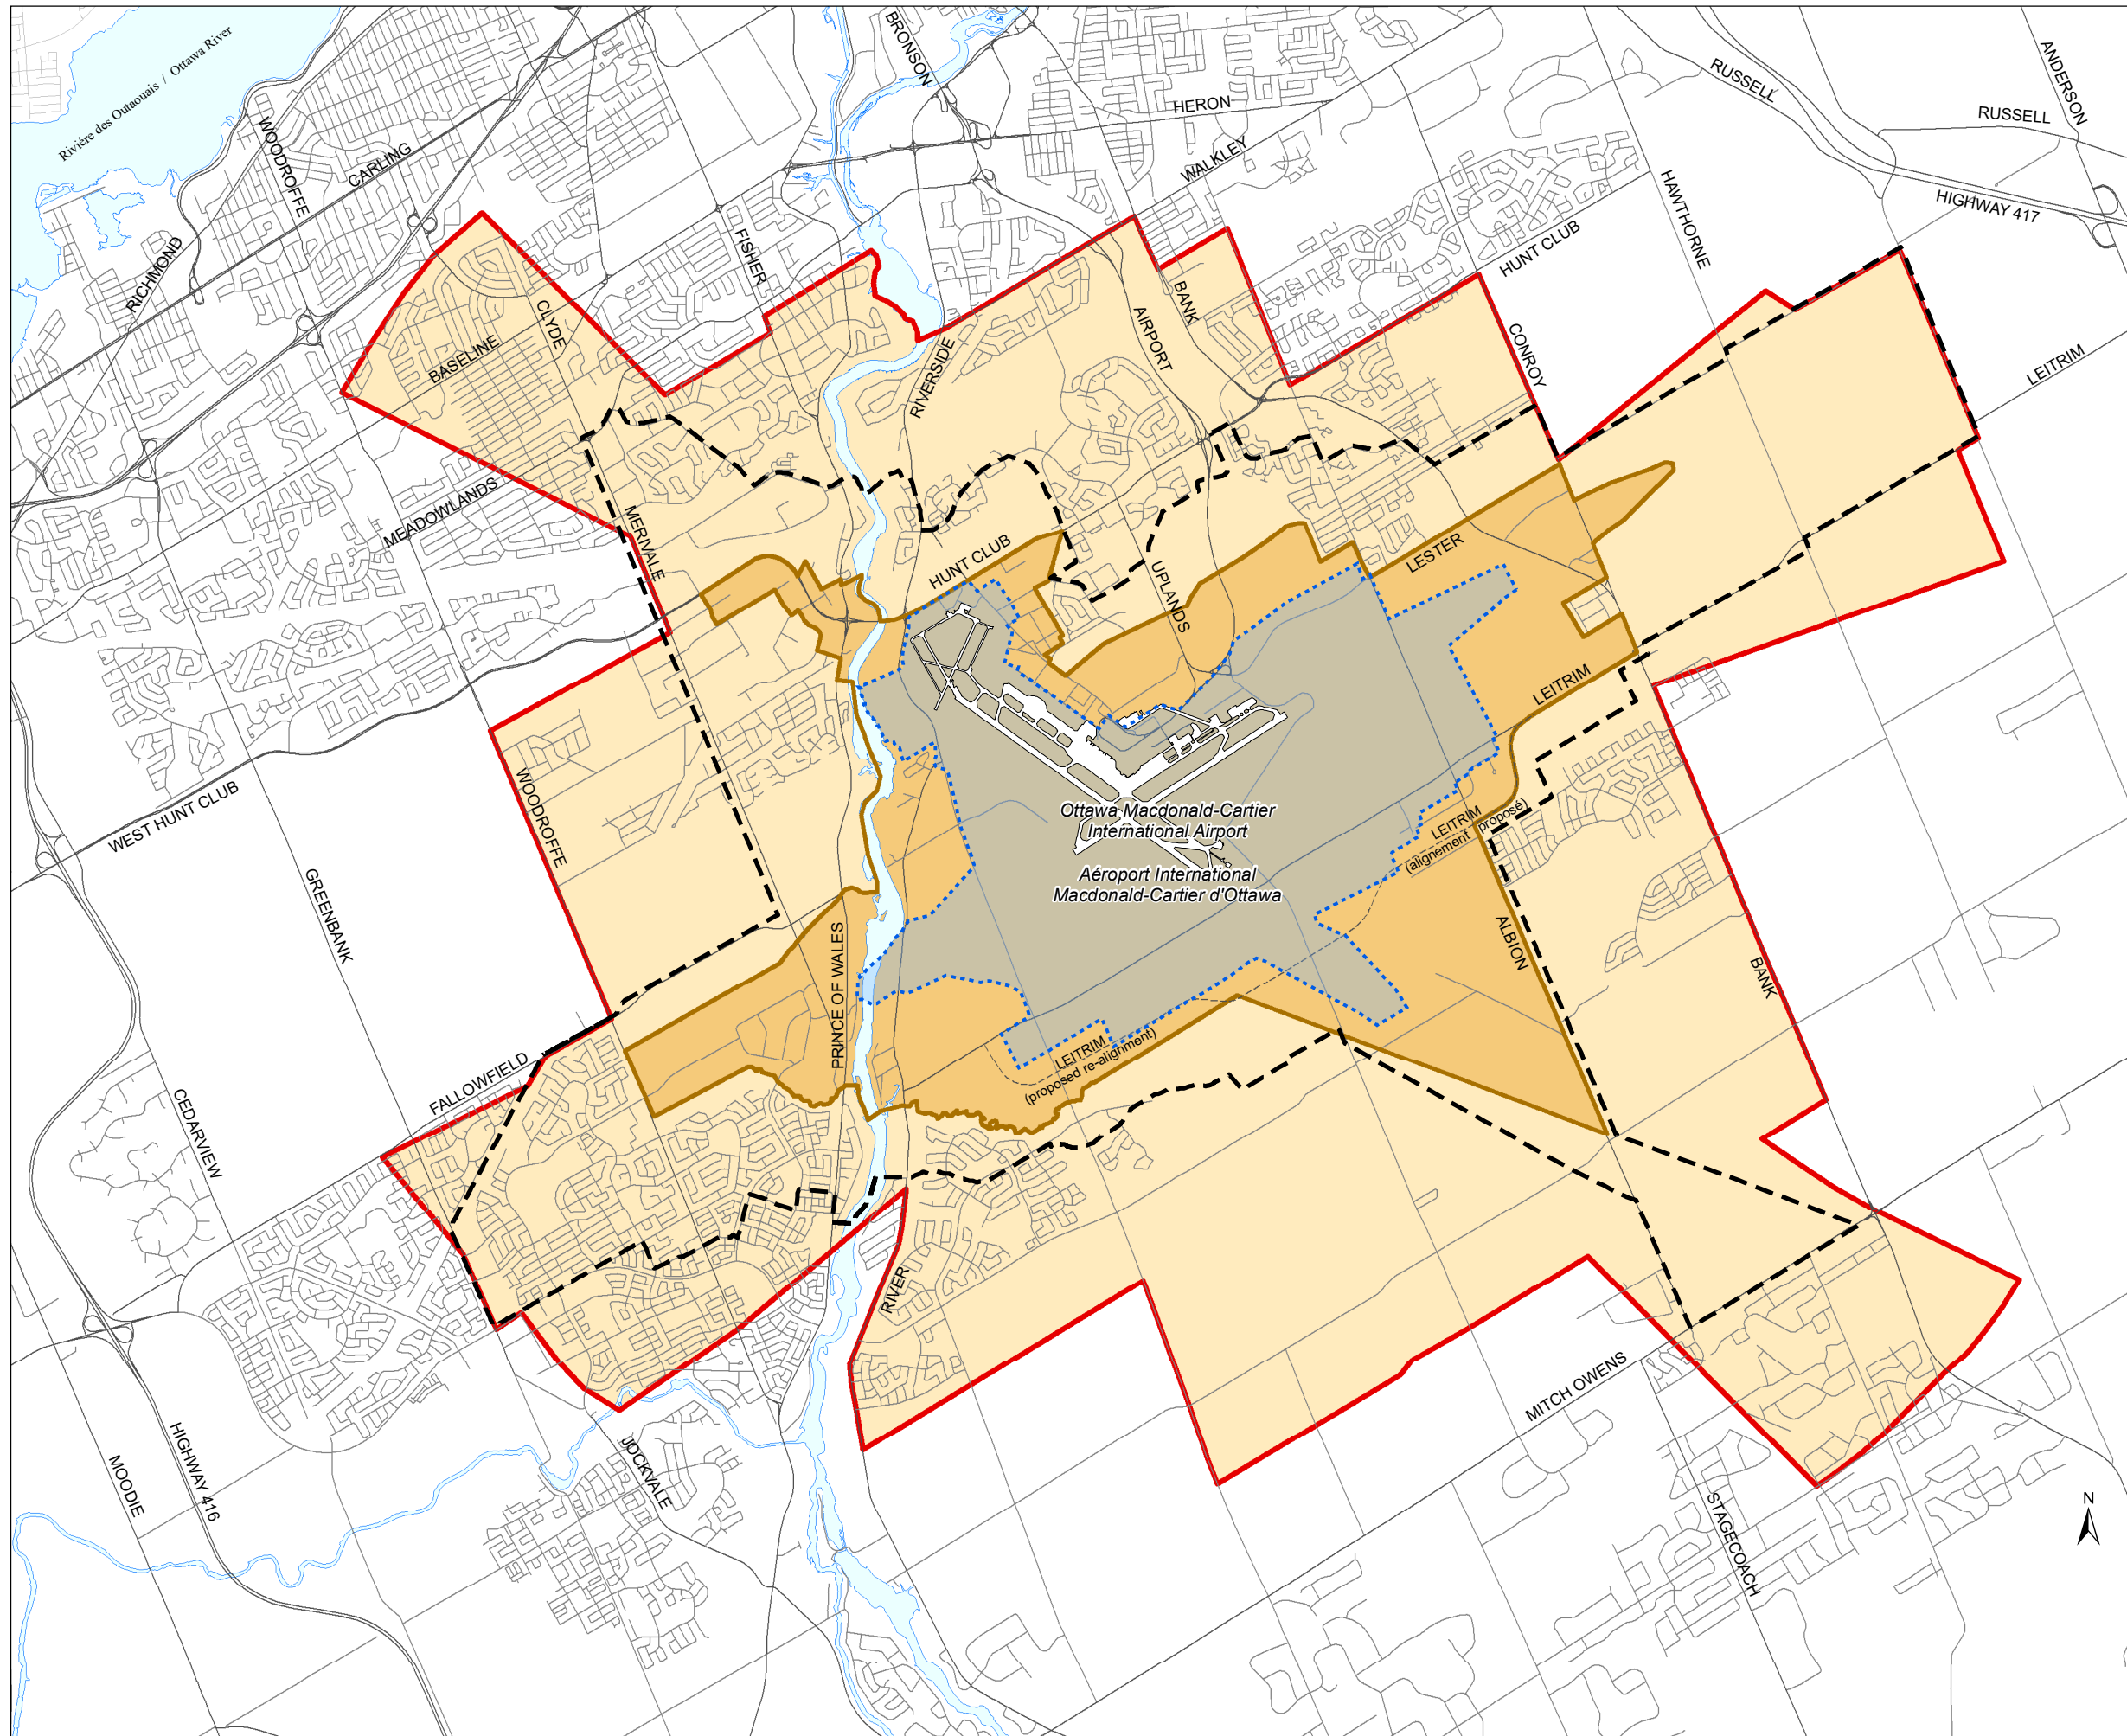 Rivière des Outaouais / Ottawa River
BRONSON
ANDERSON
RUSSELL
RUSSELL
HERON
WOODROFFE
CARLING
WALKLEY
HAWTHORNE
HIGHWAY 417
FISHER
RICHMOND
HUNT CLUB
BANK
AIRPORT
CLYDE
CONROY
BASELINE
RIVERSIDE
LEITRIM
MEADOWLANDS
MERIVALE
HUNT CLUB
LESTER
UPLANDS
LEITRIM
WOODROFFE
WEST HUNT CLUB
Ottawa Macdonald-Cartier
International Airport
Aéroport International
Macdonald-Cartier d'Ottawa
LEITRIM
(alignement proposé)
GREENBANK
PRINCE OF WALES
ALBION
BANK
LEITRIM
(proposed re-alignment)
FALLOWFIELD
CEDARVIEW
RIVER
MITCH OWENS
JOCKVALE
HIGHWAY 416
MOODIE
STAGECOACH
N